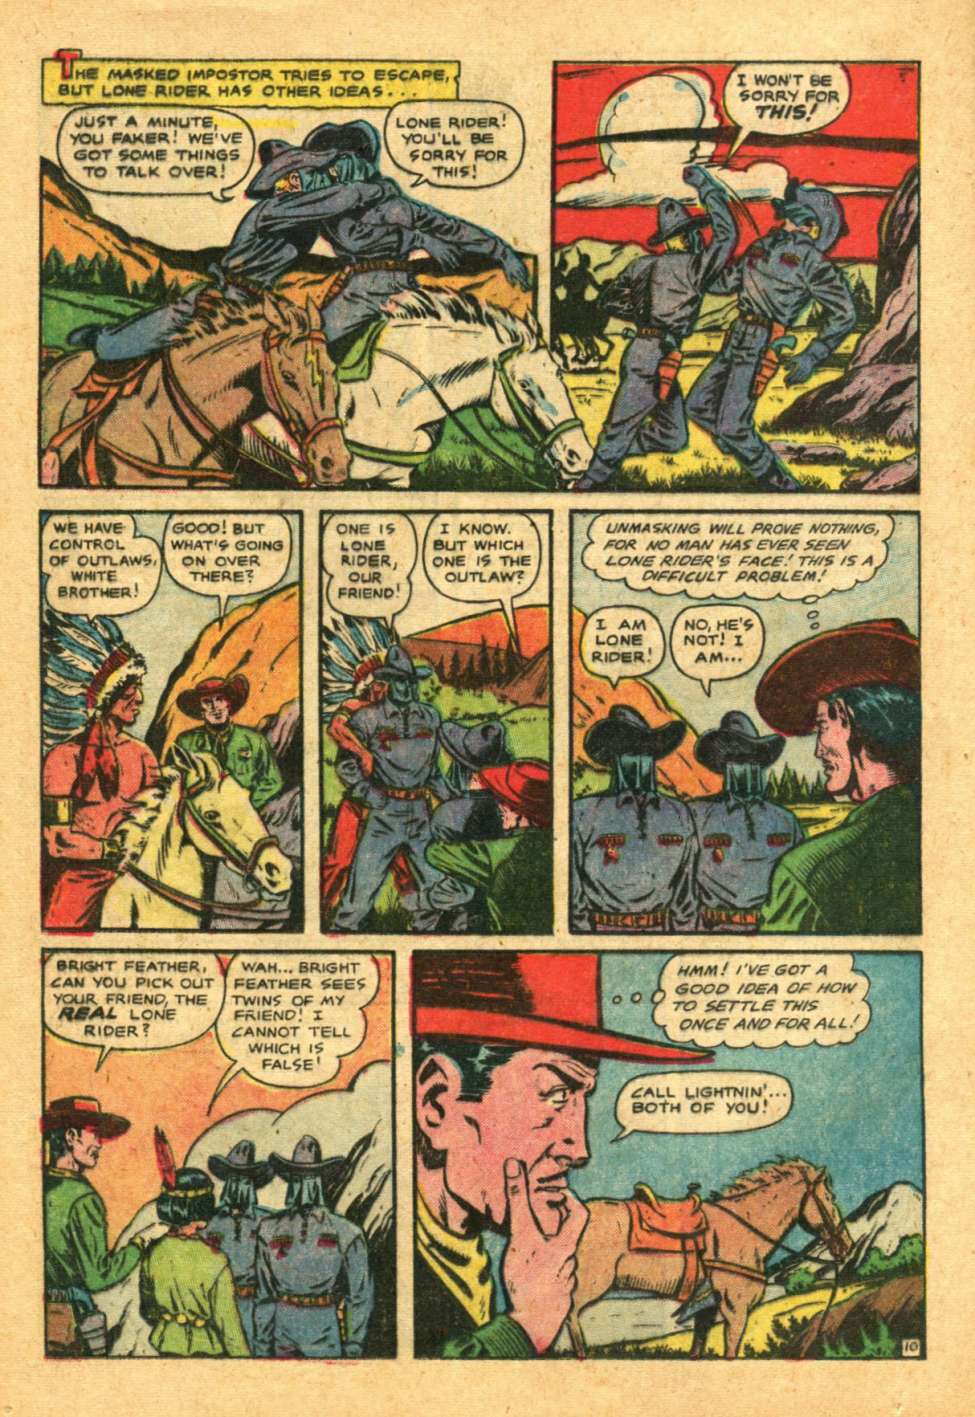 THE MASKED IMPOSTOR TRIES TO ESCAPE,
BUT LONE RIDER HAS OTHER IDEAS...
JUST A MINUTE,
YOU FAKER! WE'VE
GOT SOME THINGS
TO TALK OVER!
LONE RIDER!
YOU'LL BE
SORRY FOR
THIS!
I WON'T BE
SORRY FOR
THIS!
WE HAVE
CONTROL
OF OUTLAWS,
WHITE
BROTHER!
GOOD! BUT
WHAT'S GOING
ON OVER
THERE?
ONE IS
LONE
RIDER,
OUR
FRIEND!
I KNOW.
BUT WHICH
ONE IS THE
OUTLAW?
UNMASKING WILL PROVE NOTHING,
FOR NO MAN HAS EVER SEEN
LONE RIDER'S FACE! THIS IS A
DIFFICULT PROBLEM!
I AM
LONE
RIDER!
NO, HE'S
NOT! I
AM...
BRIGHT FEATHER,
CAN YOU PICK OUT
YOUR FRIEND, THE
REAL LONE
RIDER?
WAH... BRIGHT
FEATHER SEES
TWINS OF MY
FRIEND! I
CANNOT TELL
WHICH IS
FALSE!
HMM! I'VE GOT A
GOOD IDEA OF HOW
TO SETTLE THIS
ONCE AND FOR ALL!
CALL LIGHTNIN'...
BOTH OF YOU!
10